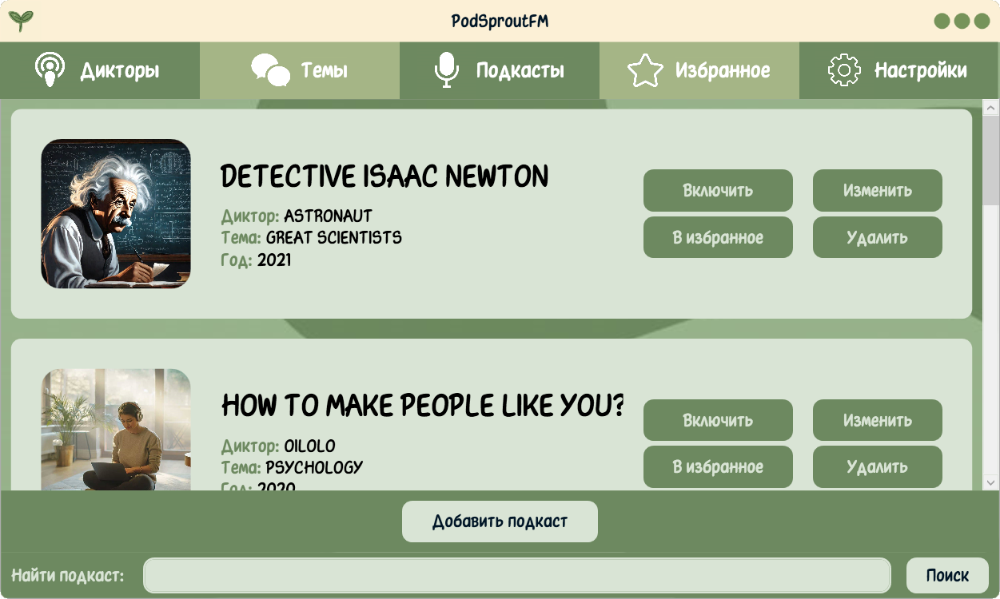 PodSproutFM
Дикторы
Темы
Подкасты
Избранное
Настройки
DETECTIVE ISAAC NEWTON
Диктор: ASTRONAUT
Тема: GREAT SCIENTISTS
Год: 2021
Включить
Изменить
В избранное
Удалить
HOW TO MAKE PEOPLE LIKE YOU?
Диктор: OILOLO
Тема: PSYCHOLOGY
Год: 2020
Включить
Изменить
В избранное
Удалить
Добавить подкаст
Найти подкаст:
Поиск